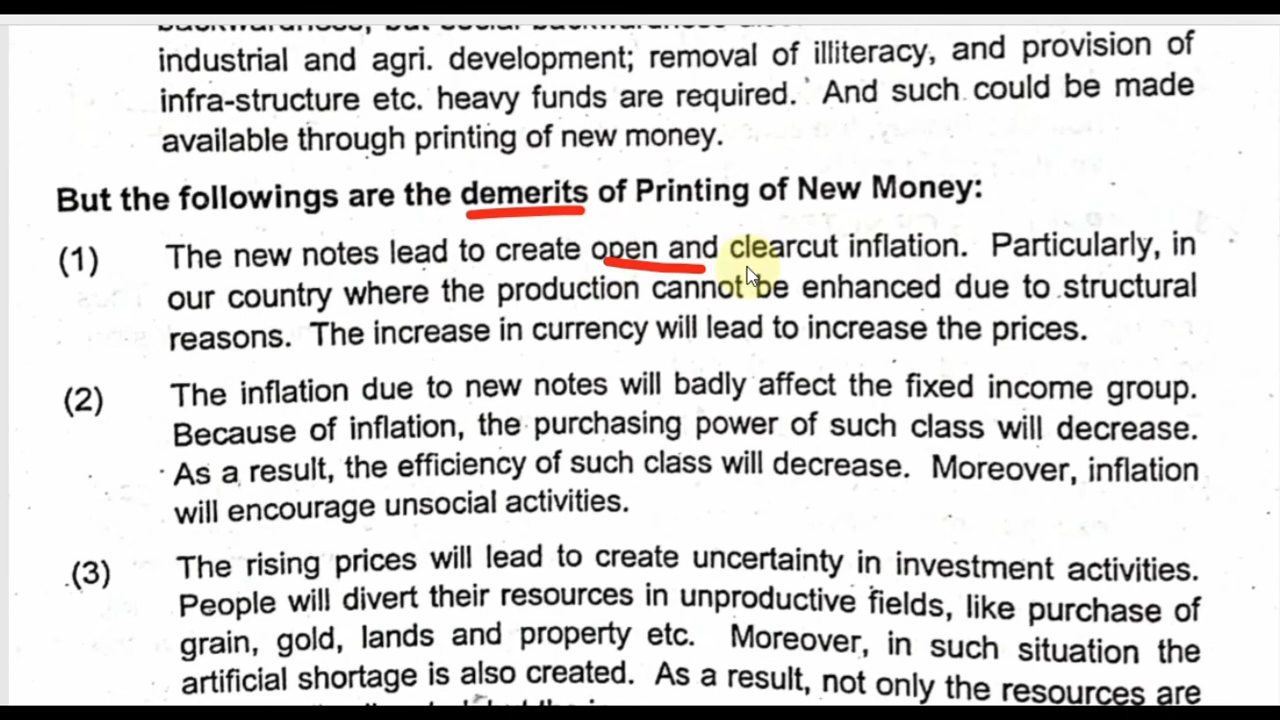 industrial and agri. development; removal of illiteracy, and provision of
infra-structure etc. heavy funds are required. And such could be made
available through printing of new money.
But the followings are the demerits of Printing of New Money:
(1) The new notes lead to create open and clearcut inflation. Particularly, in
our country where the production cannot be enhanced due to structural
reasons. The increase in currency will lead to increase the prices.
(2) The inflation due to new notes will badly affect the fixed income group.
Because of inflation, the purchasing power of such class will decrease.
As a result, the efficiency of such class will decrease. Moreover, inflation
will encourage unsocial activities.
(3) The rising prices will lead to create uncertainty in investment activities.
People will divert their resources in unproductive fields, like purchase of
grain, gold, lands and property etc. Moreover, in such situation the
artificial shortage is also created. As a result, not only the resources are